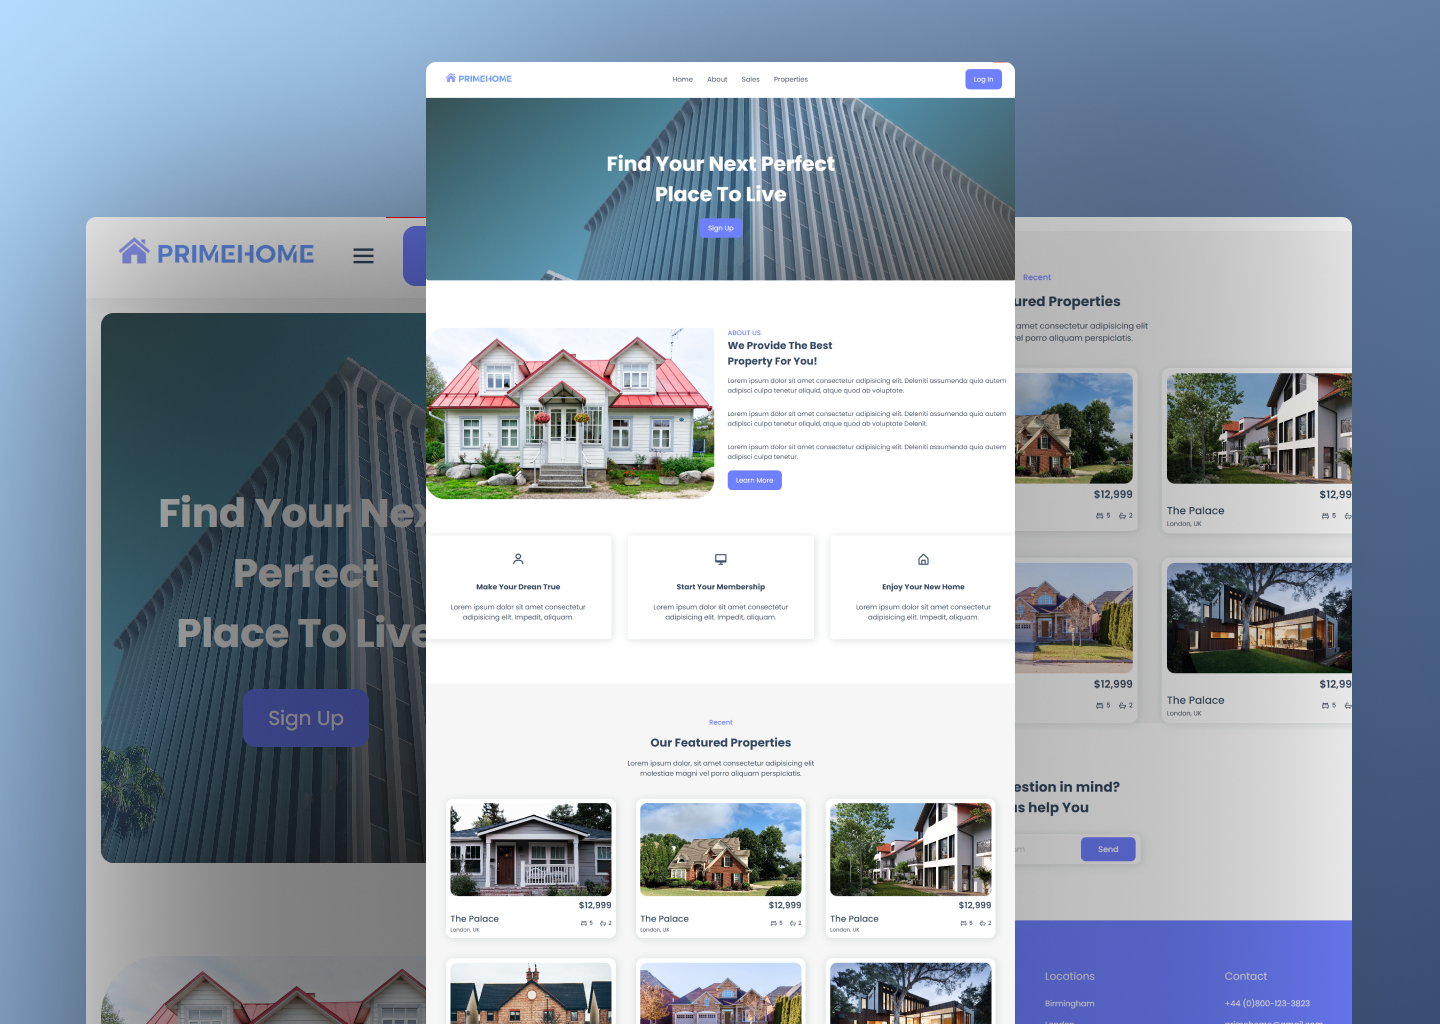 PRIMEHOME
Home
About
Sales
Properties
Log In
Find Your Next Perfect
Place To Live
Sign Up
ABOUT US
We Provide The Best
Property For You!
Lorem ipsum dolor sit amet consectetur adipisicing elit. Deleniti assumenda quia autem
adipisci culpa tenetur aliquid, atque quod ab voluptate.
Lorem ipsum dolor sit amet consectetur adipisicing elit. Deleniti assumenda quia autem
adipisci culpa tenetur aliquid, atque quod ab voluptate Delenit.
Lorem ipsum dolor sit amet consectetur adipisicing elit. Deleniti assumenda quia autem
adipisci culpa tenetur.
Learn More
Make Your Drean True
Lorem ipsum dolor sit amet consectetur
adipisicing elit. Impedit, aliquam.
Start Your Membership
Lorem ipsum dolor sit amet consectetur
adipisicing elit. Impedit, aliquam.
Enjoy Your New Home
Lorem ipsum dolor sit amet consectetur
adipisicing elit. Impedit, aliquam.
Recent
Our Featured Properties
Lorem ipsum dolor, sit amet consectetur adipisicing elit
molestiae magni vel porro aliquam perspiciatis.
$12,999
The Palace
5 2
London, UK
$12,999
The Palace
5 2
London, UK
$12,999
The Palace
5 2
London, UK
PRIMEHOME
Find Your Nex
Perfect
Place To Live
Sign Up
Recent
ured Properties
amet consectetur adipisicing elit
vel porro aliquam perspiciatis.
$12,999
5 2
$12,99
The Palace
5
London, UK
$12,999
5 2
$12,99
The Palace
5
London, UK
estion in mind?
us help You
Send
Locations
Birmingham
Contact
+44 (0)800-123-3823